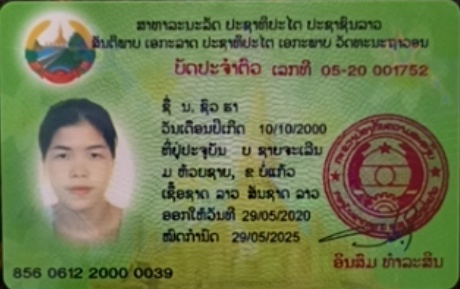 ສາທາລະນະລັດ ປະຊາທິປະໄຕ ປະຊາຊົນລາວ
ສັນຕິພາບ ເອກະລາດ ປະຊາທິປະໄຕ ເອກະພາບ ວັດທະນະຖາວອນ
ບັດປະຈຳຕົວ ເລກທີ 05-20 001752
ຊື່ ນ. ຊິວ ຮາ
ວັນເດືອນປີເກີດ 10/10/2000
ທີ່ຢູ່ປະຈຸບັນ ບ ຊາຍຈະເລີນ
ມ ຫ້ວຍຊາຍ, ຂ ບໍ່ແກ້ວ
ເຊື້ອຊາດ ລາວ ສັນຊາດ ລາວ
ອອກໃຫ້ວັນທີ 29/05/2020
ໝົດກຳນົດ 29/05/2025
ອິນສົມ ທຳລະສິນ
856 0612 2000 0039